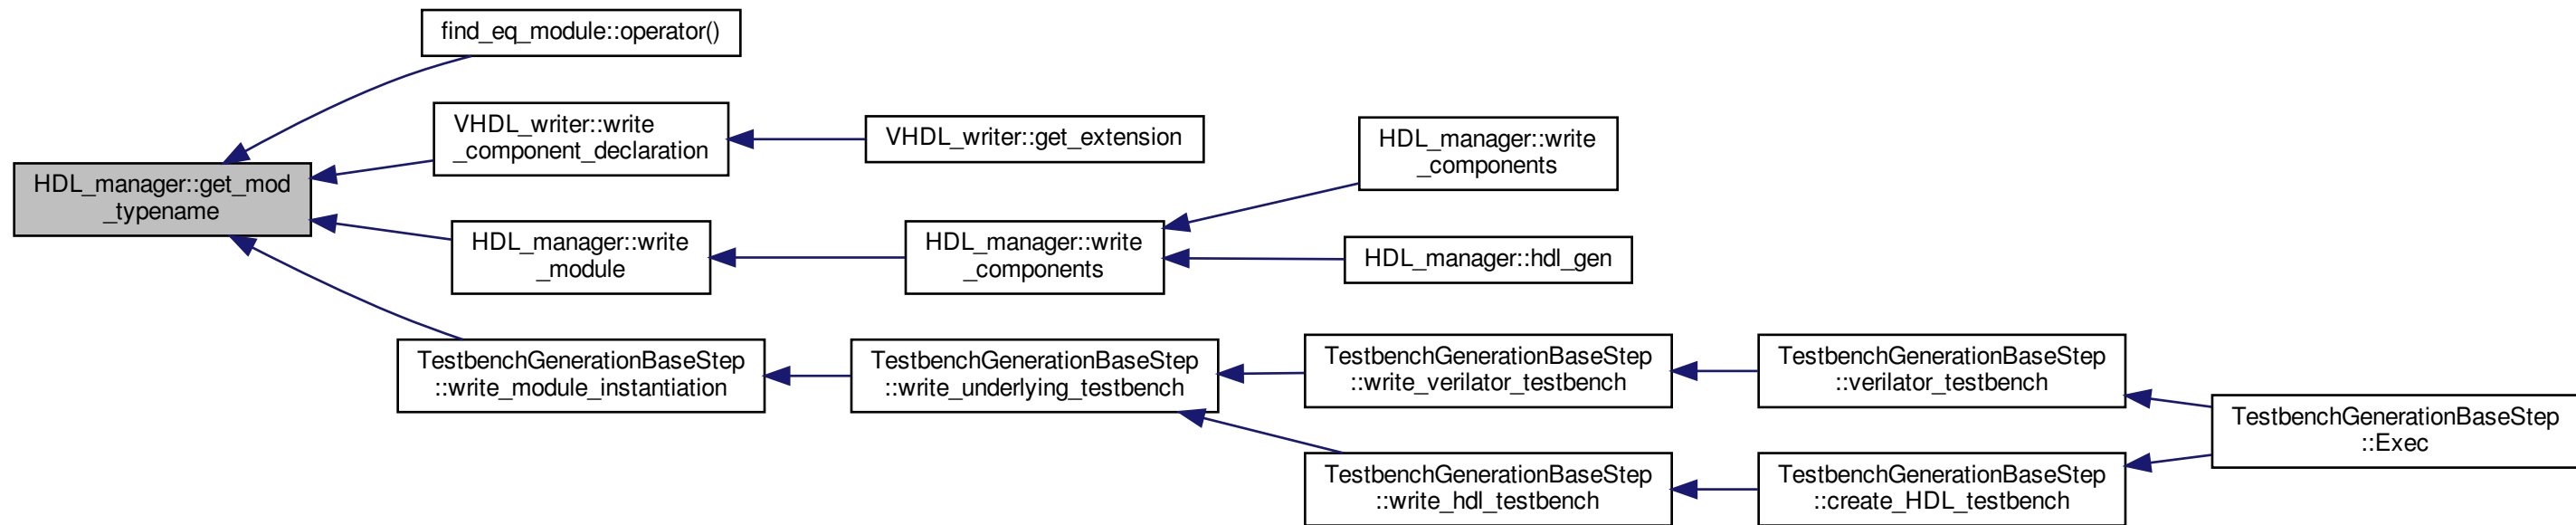 find_eq_module::operator()
VHDL_writer::write
_component_declaration
VHDL_writer::get_extension
HDL_manager::write
_components
HDL_manager::get_mod
_typename
HDL_manager::write
_module
HDL_manager::write
_components
HDL_manager::hdl_gen
TestbenchGenerationBaseStep
::write_module_instantiation
TestbenchGenerationBaseStep
::write_underlying_testbench
TestbenchGenerationBaseStep
::write_verilator_testbench
TestbenchGenerationBaseStep
::verilator_testbench
TestbenchGenerationBaseStep
::Exec
TestbenchGenerationBaseStep
::write_hdl_testbench
TestbenchGenerationBaseStep
::create_HDL_testbench